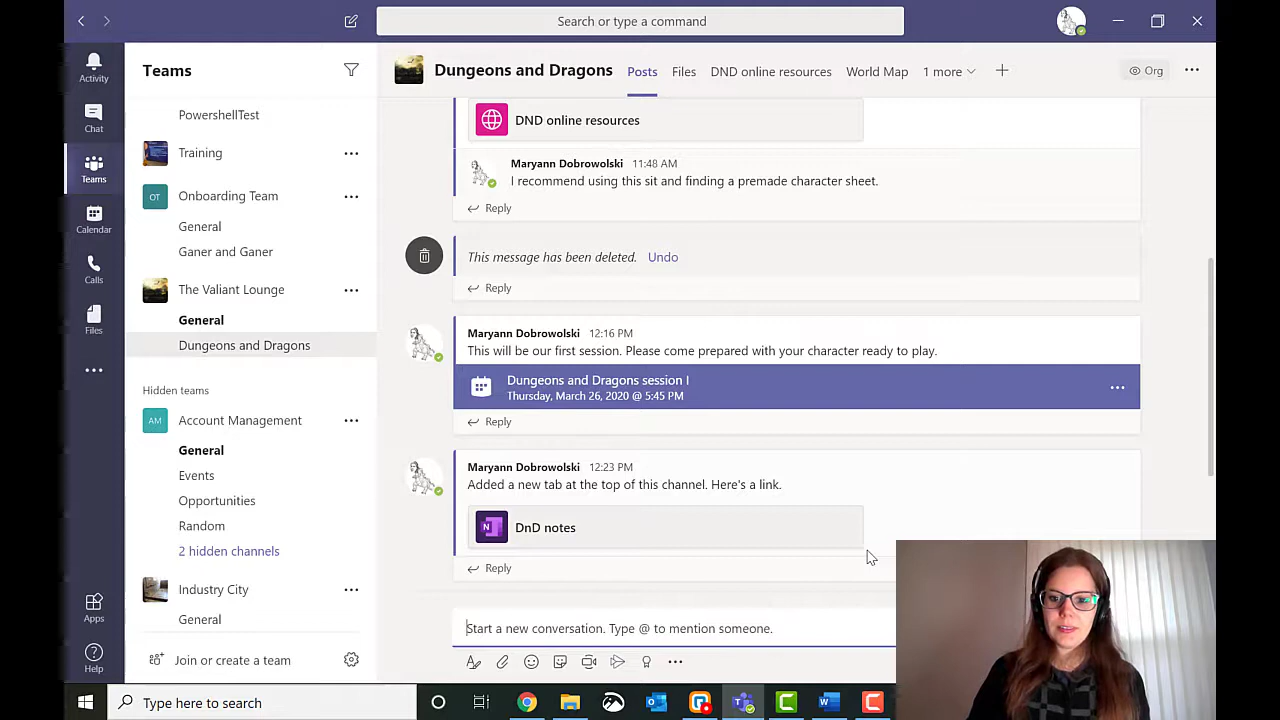 Search or type a command
Activity
Chat
Teams
Calendar
Calls
Files
Apps
Help
Teams
PowershellTest
Training
OT
Onboarding Team
General
Ganer and Ganer
The Valiant Lounge
General
Dungeons and Dragons
Hidden teams
AM
Account Management
General
Events
Opportunities
Random
2 hidden channels
Industry City
General
Join or create a team
Dungeons and Dragons
Posts
Files
DND online resources
World Map
1 more
Org
DND online resources
Maryann Dobrowolski 11:48 AM
I recommend using this sit and finding a premade character sheet.
Reply
This message has been deleted. Undo
Reply
Maryann Dobrowolski 12:16 PM
This will be our first session. Please come prepared with your character ready to play.
Dungeons and Dragons session I
Thursday, March 26, 2020 @ 5:45 PM
Reply
Maryann Dobrowolski 12:23 PM
Added a new tab at the top of this channel. Here's a link.
N
DnD notes
Reply
Start a new conversation. Type @ to mention someone.
Type here to search